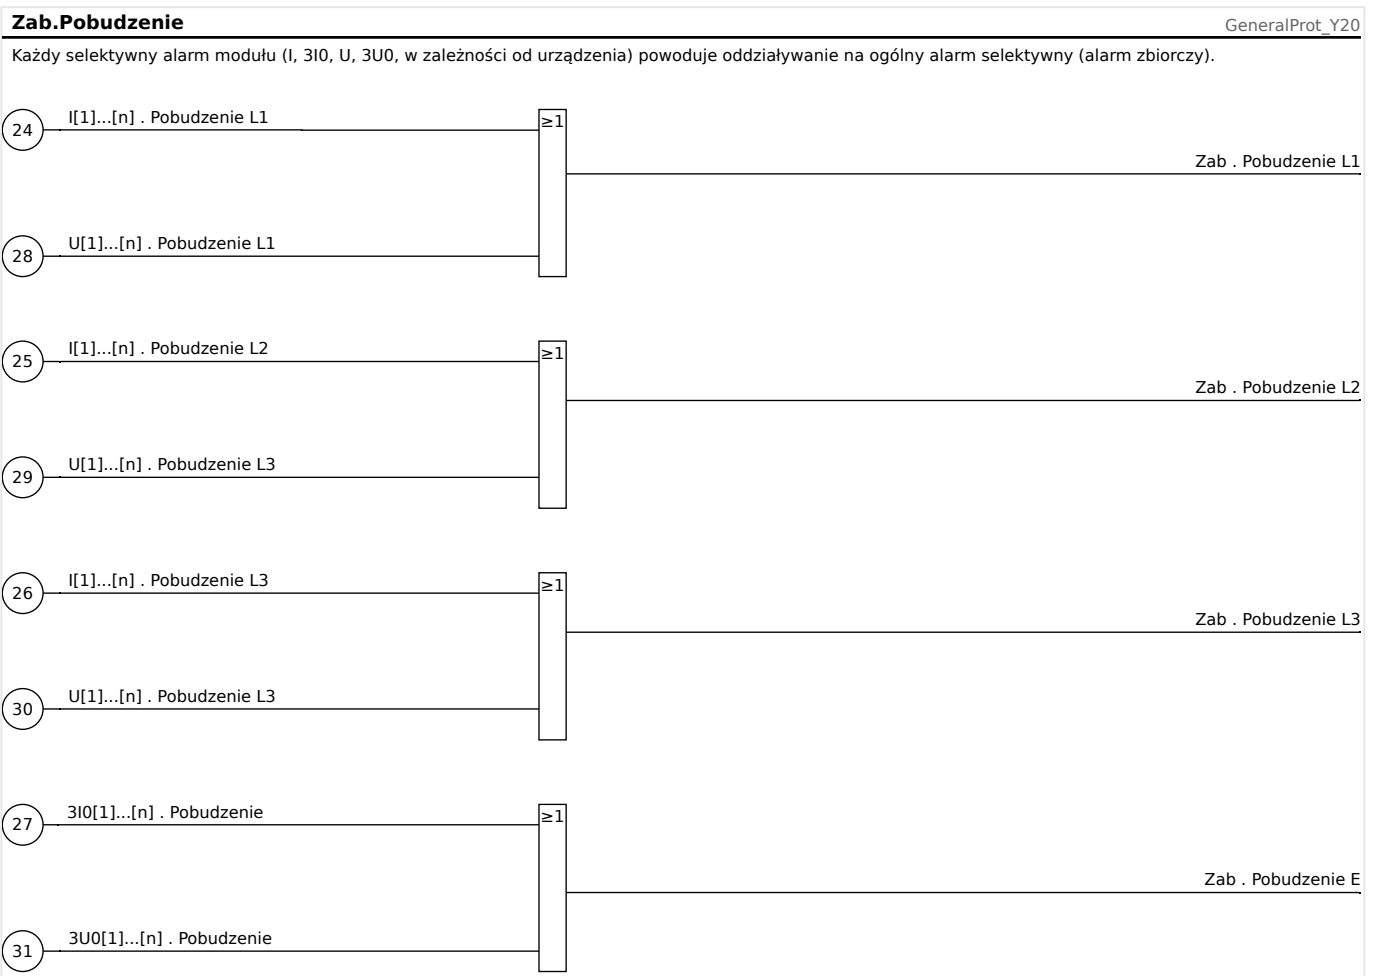 Zab.Pobudzenie
GeneralProt_Y20
Każdy selektywny alarm modułu (I, 3I0, U, 3U0, w zależności od urządzenia) powoduje oddziaływanie na ogólny alarm selektywny (alarm zbiorczy).
24
I[1]...[n] . Pobudzenie L1
≥1
Zab . Pobudzenie L1
28
U[1]...[n] . Pobudzenie L1
25
I[1]...[n] . Pobudzenie L2
≥1
Zab . Pobudzenie L2
29
U[1]...[n] . Pobudzenie L3
26
I[1]...[n] . Pobudzenie L3
≥1
Zab . Pobudzenie L3
30
U[1]...[n] . Pobudzenie L3
27
3I0[1]...[n] . Pobudzenie
≥1
Zab . Pobudzenie E
31
3U0[1]...[n] . Pobudzenie